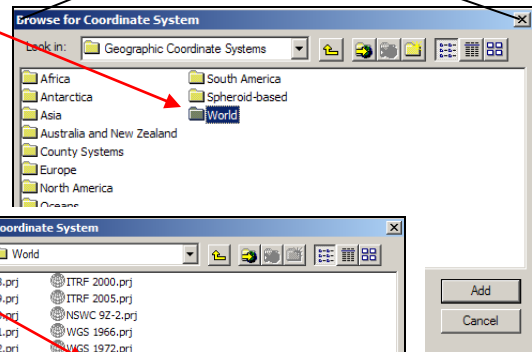 Browse for Coordinate System
Look in: Geographic Coordinate Systems
Africa
Antarctica
Asia
Australia and New Zealand
County Systems
Europe
North America
Oceans
South America
Spheroid-based
World
oordinate System
World
.prj
.prj
.prj
.prj
.prj
ITRF 2000.prj
ITRF 2005.prj
NSWC 9Z-2.prj
WGS 1966.prj
WGS 1972.prj
Add
Cancel